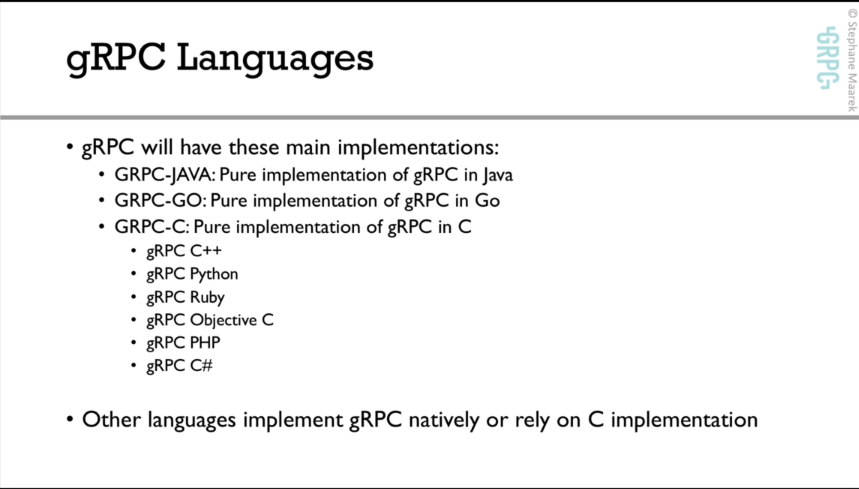 gRPC Languages
© Stephane Maarek
GRPC
• gRPC will have these main implementations:
• GRPC-JAVA: Pure implementation of gRPC in Java
• GRPC-GO: Pure implementation of gRPC in Go
• GRPC-C: Pure implementation of gRPC in C
• gRPC C++
• gRPC Python
• gRPC Ruby
• gRPC Objective C
• gRPC PHP
• gRPC C#
• Other languages implement gRPC natively or rely on C implementation